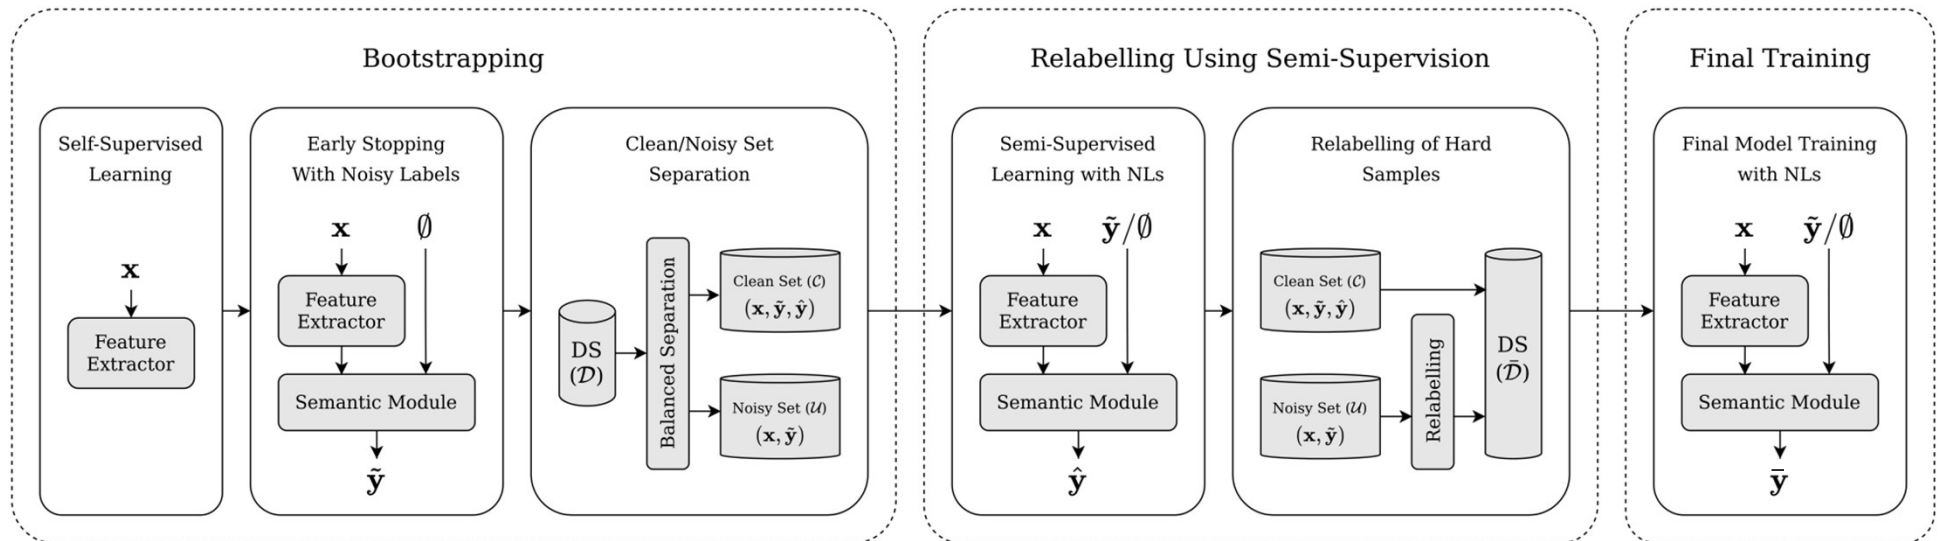 Bootstrapping
Self-Supervised
Learning
x
Feature
Extractor
Early Stopping
With Noisy Labels
x ∅
Feature
Extractor
Semantic Module
ỹ
Clean/Noisy Set
Separation
DS
(𝒟)
Balanced Separation
Clean Set (𝒞)
(x, ỹ, ŷ)
Noisy Set (𝒰)
(x, ỹ)
Relabelling Using Semi-Supervision
Semi-Supervised
Learning with NLs
x ỹ/∅
Feature
Extractor
Semantic Module
ŷ
Relabelling of Hard
Samples
Clean Set (𝒞)
(x, ỹ, ŷ)
Noisy Set (𝒰)
(x, ỹ)
Relabelling
DS
(𝒟̄)
Final Training
Final Model Training
with NLs
x ỹ/∅
Feature
Extractor
Semantic Module
ȳ